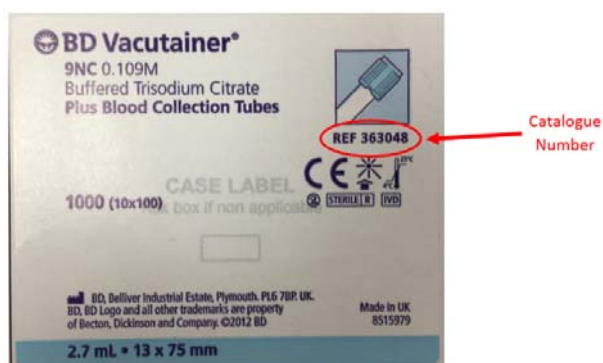 BD Vacutainer®
9NC 0.109M
Buffered Trisodium Citrate
Plus Blood Collection Tubes
REF 363048
Catalogue
Number
CASE LABEL
1000 (10x100)
box if non applicable
CE
25°C
4°C
STERILE R IVD
BD, Belliver Industrial Estate, Plymouth. PL6 7BP. UK.
BD, BD Logo and all other trademarks are property
of Becton, Dickinson and Company. ©2012 BD
Made in UK
8515979
2.7 mL • 13 x 75 mm